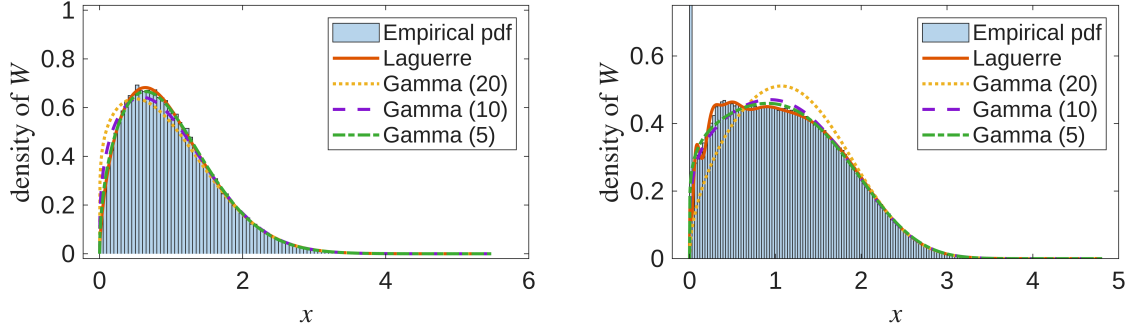 density of W
1
0.8
0.6
0.4
0.2
0
0
2
4
6
x
Empirical pdf
Laguerre
Gamma (20)
Gamma (10)
Gamma (5)
density of W
0.6
0.4
0.2
0
0
1
2
3
4
5
x
Empirical pdf
Laguerre
Gamma (20)
Gamma (10)
Gamma (5)